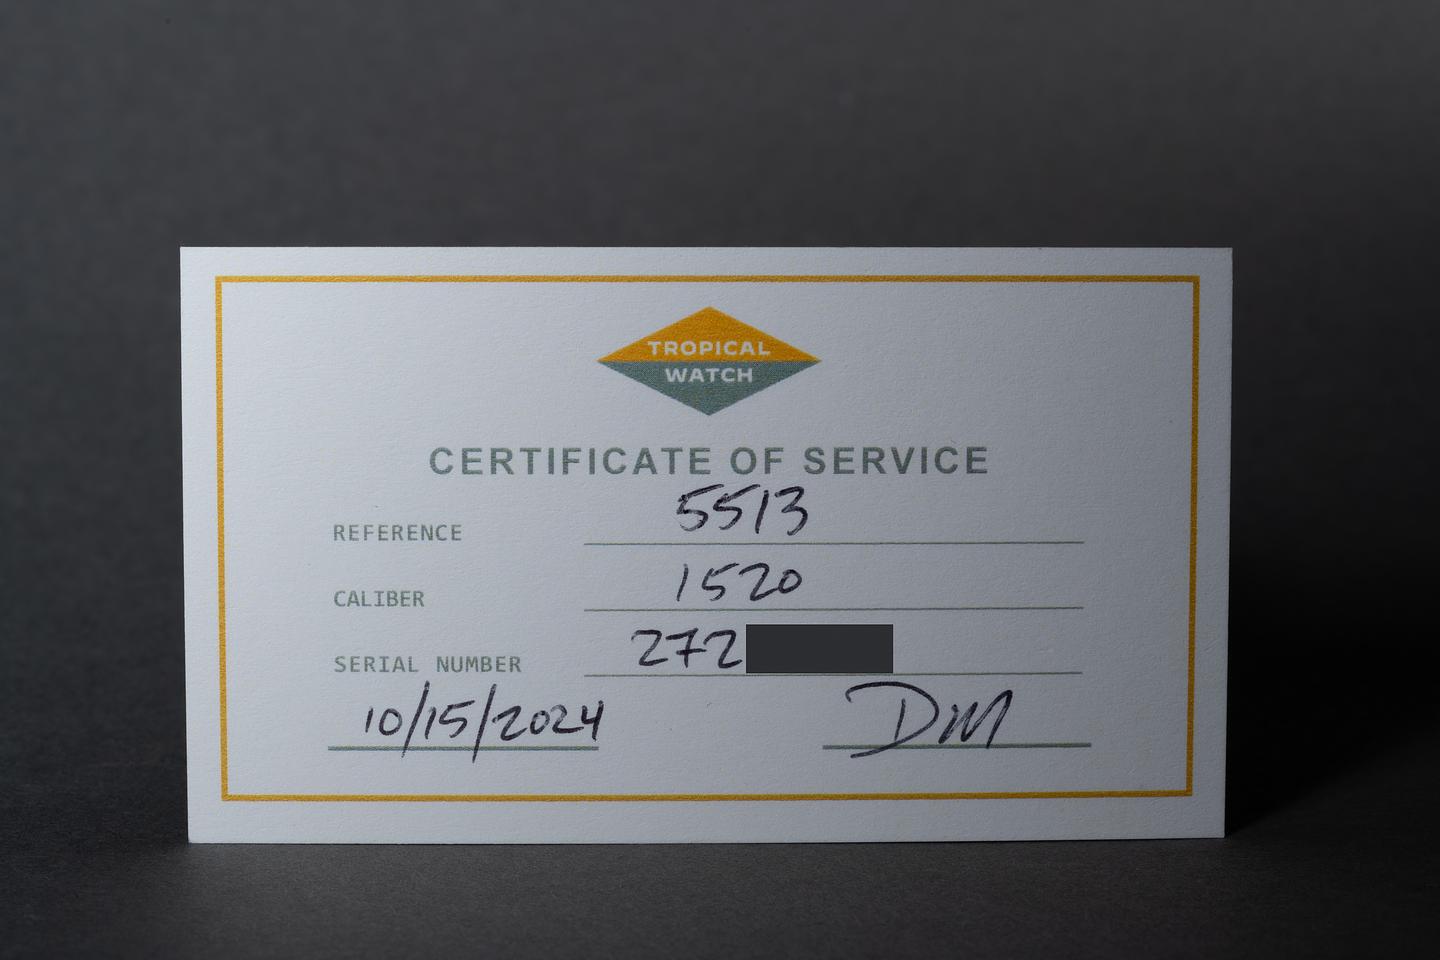 TROPICAL
WATCH
CERTIFICATE OF SERVICE
REFERENCE 5513
CALIBER 1520
SERIAL NUMBER 272
10/15/2024 DM